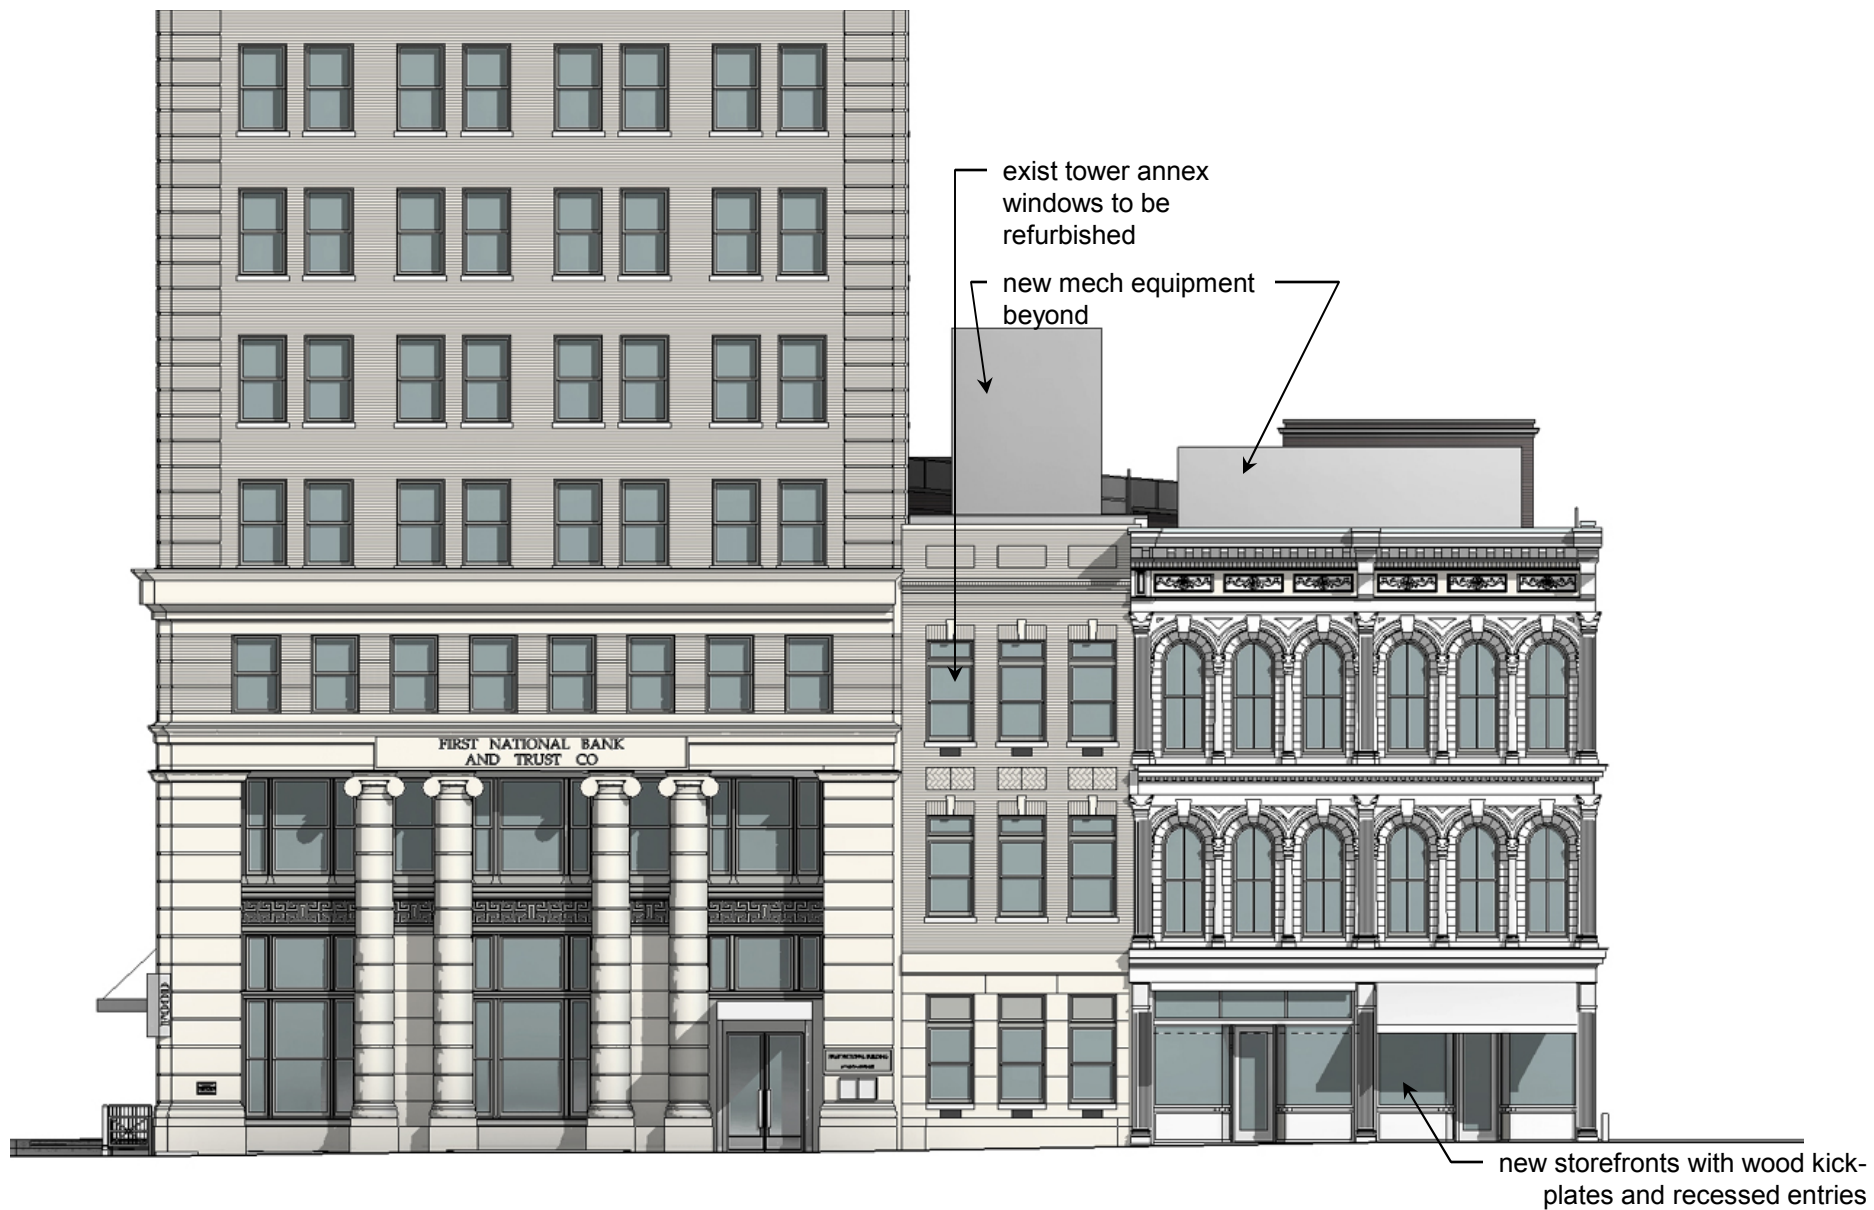 exist tower annex
windows to be
refurbished
new mech equipment
beyond
FIRST NATIONAL BANK
AND TRUST CO
new storefronts with wood kick-
plates and recessed entries